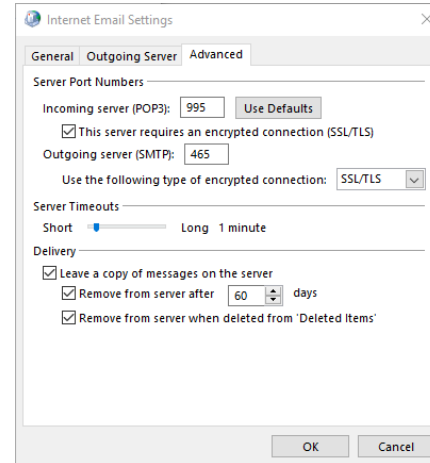 Internet Email Settings
General Outgoing Server Advanced
Server Port Numbers
Incoming server (POP3): 995 Use Defaults
This server requires an encrypted connection (SSL/TLS)
Outgoing server (SMTP): 465
Use the following type of encrypted connection: SSL/TLS
Server Timeouts
Short Long 1 minute
Delivery
Leave a copy of messages on the server
Remove from server after 60 days
Remove from server when deleted from 'Deleted Items'
OK Cancel